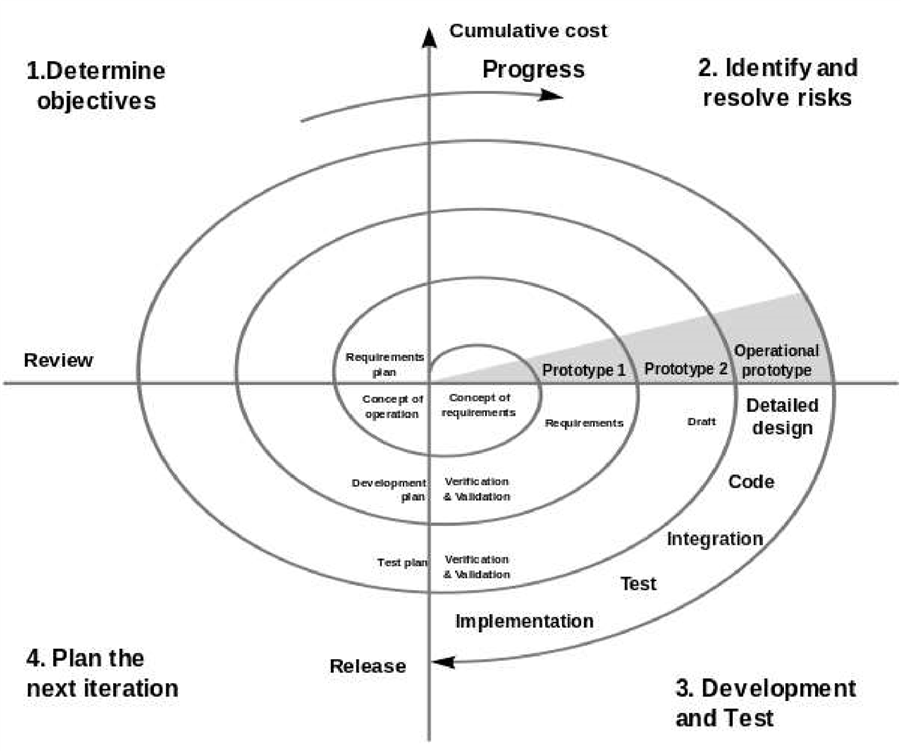 Cumulative cost
Progress
1.Determine
objectives
2. Identify and
resolve risks
Review
Requirements
plan
Prototype 1
Prototype 2
Operational
prototype
Concept of
operation
Concept of
requirements
Requirements
Draft
Detailed
design
Development
plan
Verification
& Validation
Code
Integration
Test plan
Verification
& Validation
Test
Implementation
Release
4. Plan the
next iteration
3. Development
and Test